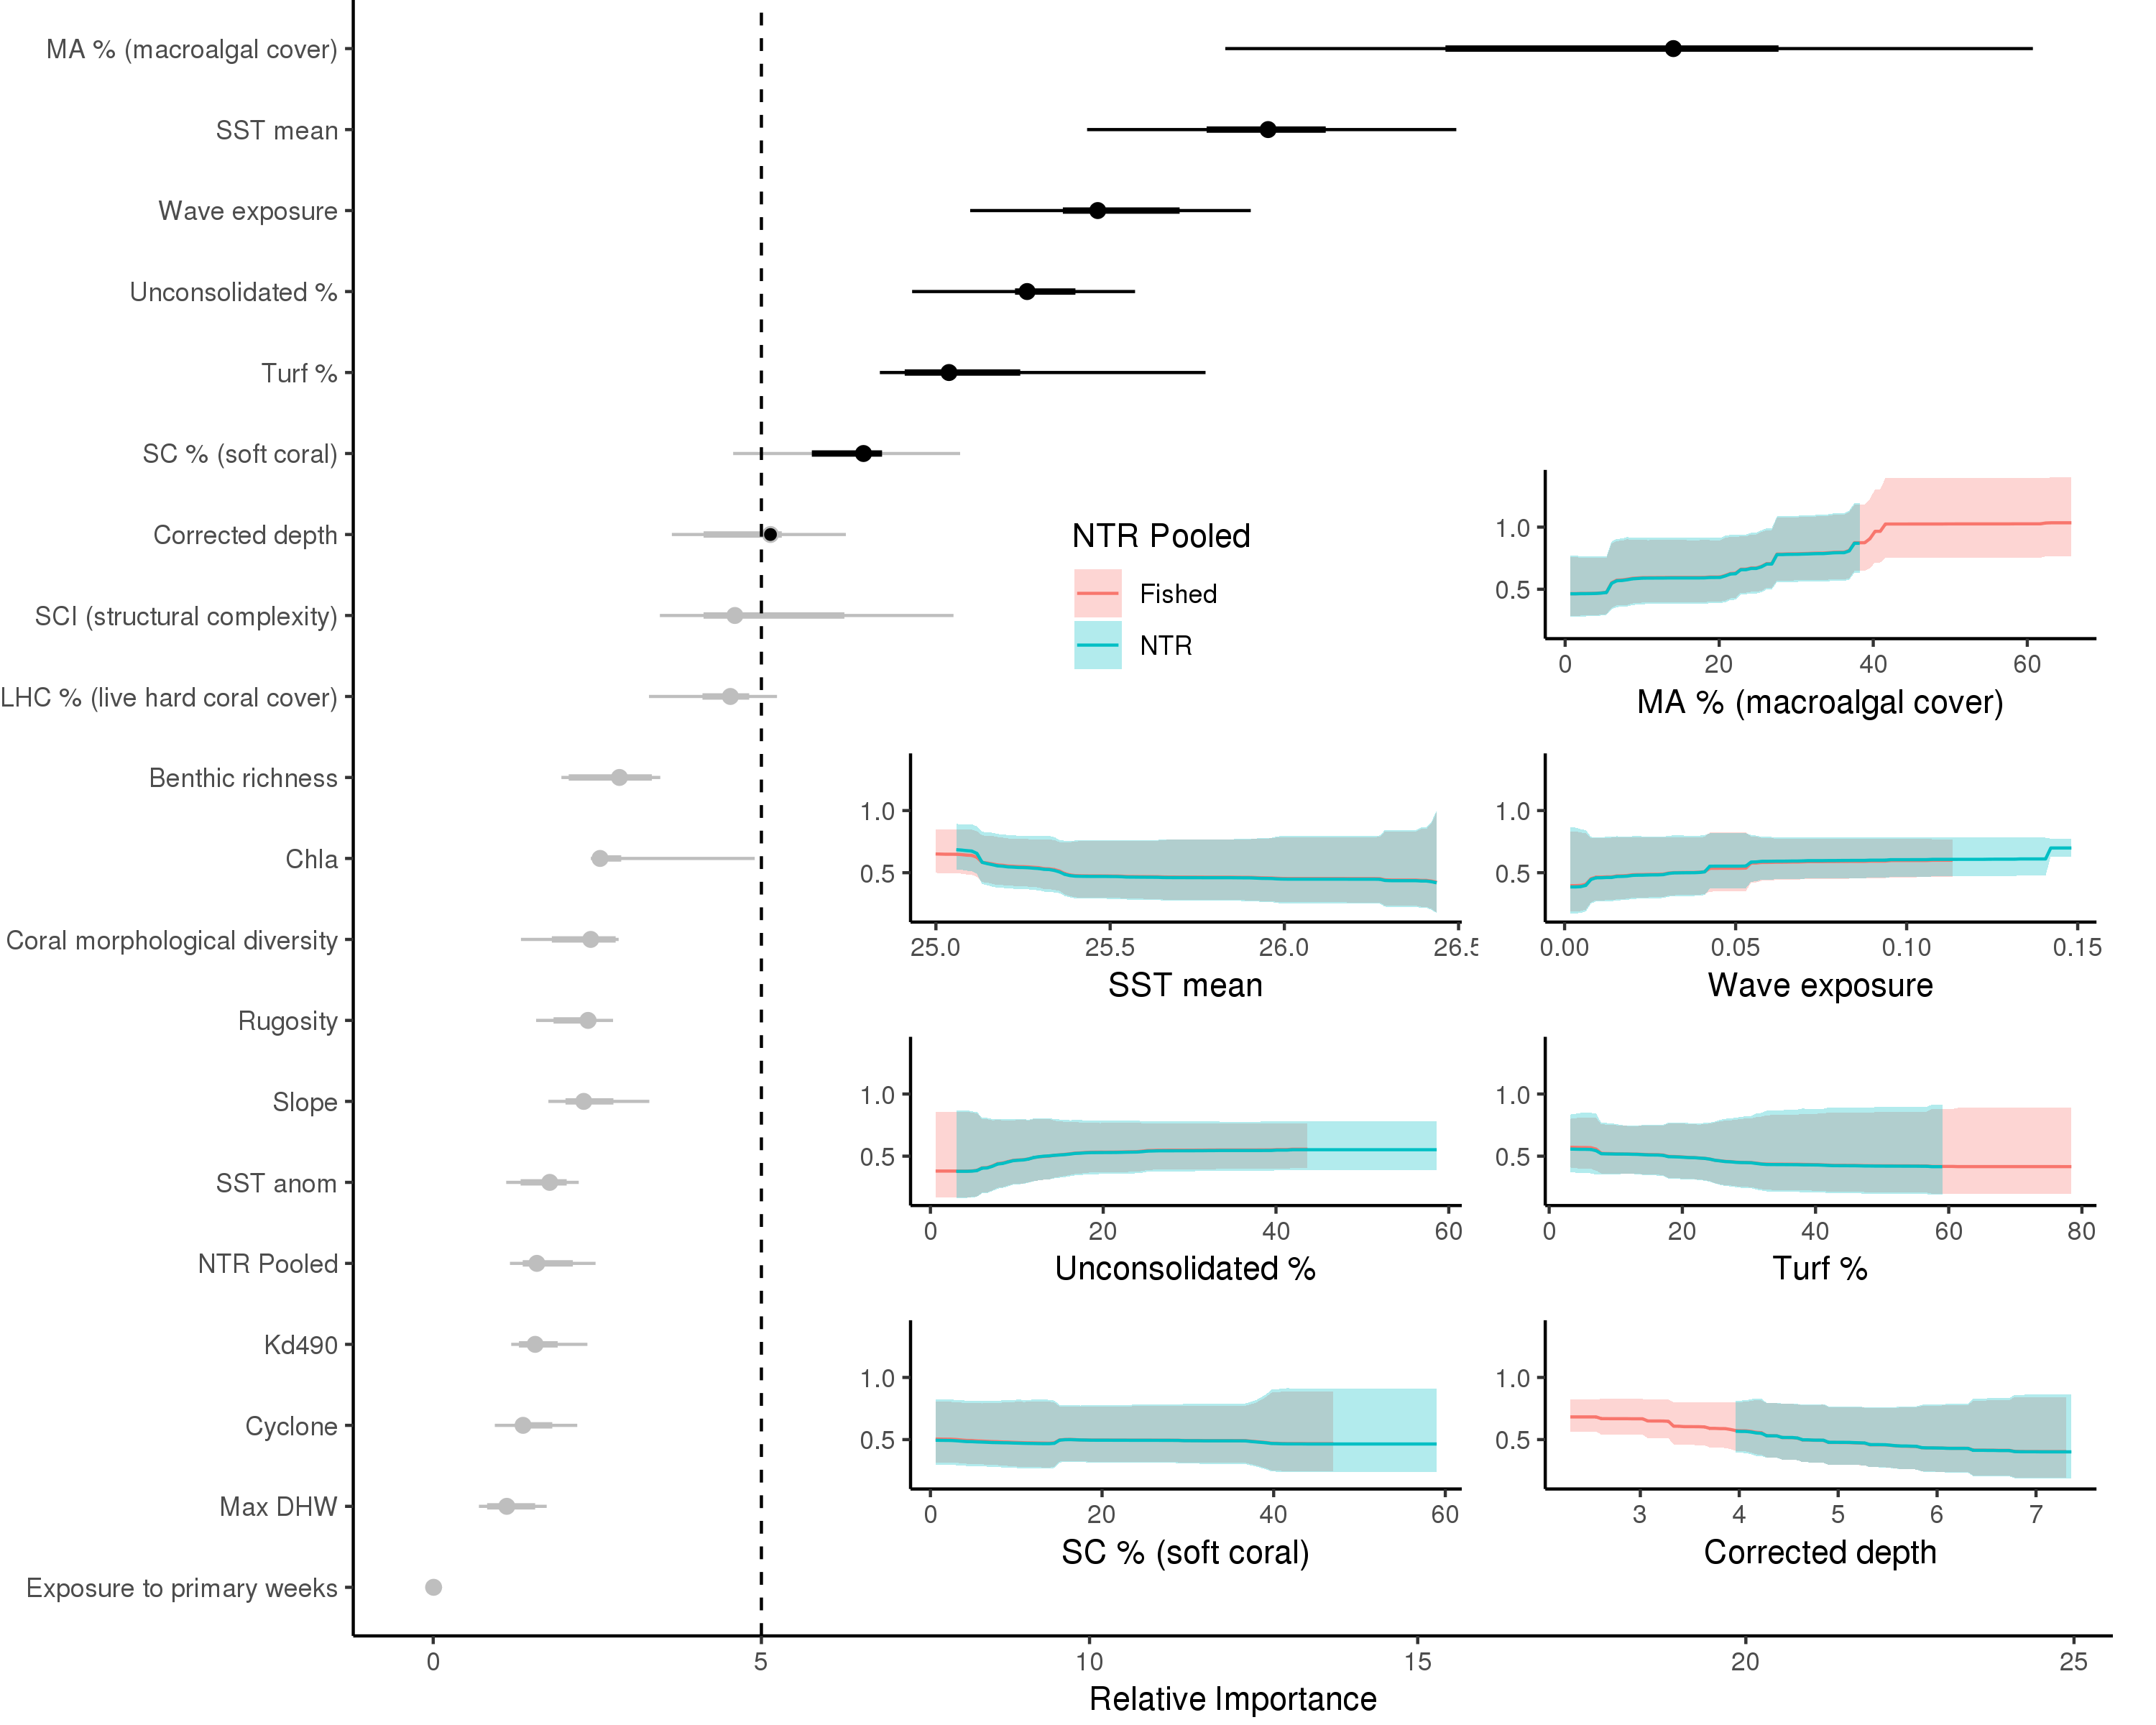 MA % (macroalgal cover)
SST mean
Wave exposure
Unconsolidated %
Turf %
SC % (soft coral)
Corrected depth
SCI (structural complexity)
LHC % (live hard coral cover)
Benthic richness
Chla
Coral morphological diversity
Rugosity
Slope
SST anom
NTR Pooled
Kd490
Cyclone
Max DHW
Exposure to primary weeks
0 5 10 15 20 25
Relative Importance
NTR Pooled
Fished
NTR
1.0
0.5
0 20 40 60
MA % (macroalgal cover)
1.0
0.5
25.0 25.5 26.0 26.5
SST mean
1.0
0.5
0.00 0.05 0.10 0.15
Wave exposure
1.0
0.5
0 20 40 60
Unconsolidated %
1.0
0.5
0 20 40 60 80
Turf %
1.0
0.5
0 20 40 60
SC % (soft coral)
1.0
0.5
3 4 5 6 7
Corrected depth